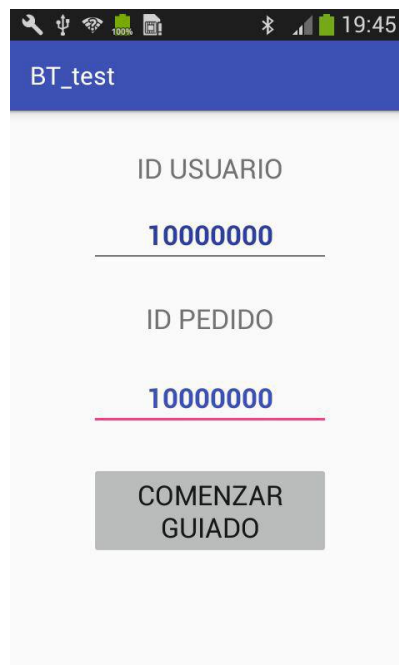 100%
19:45
BT_test
ID USUARIO
10000000
ID PEDIDO
10000000
COMENZAR
GUIADO